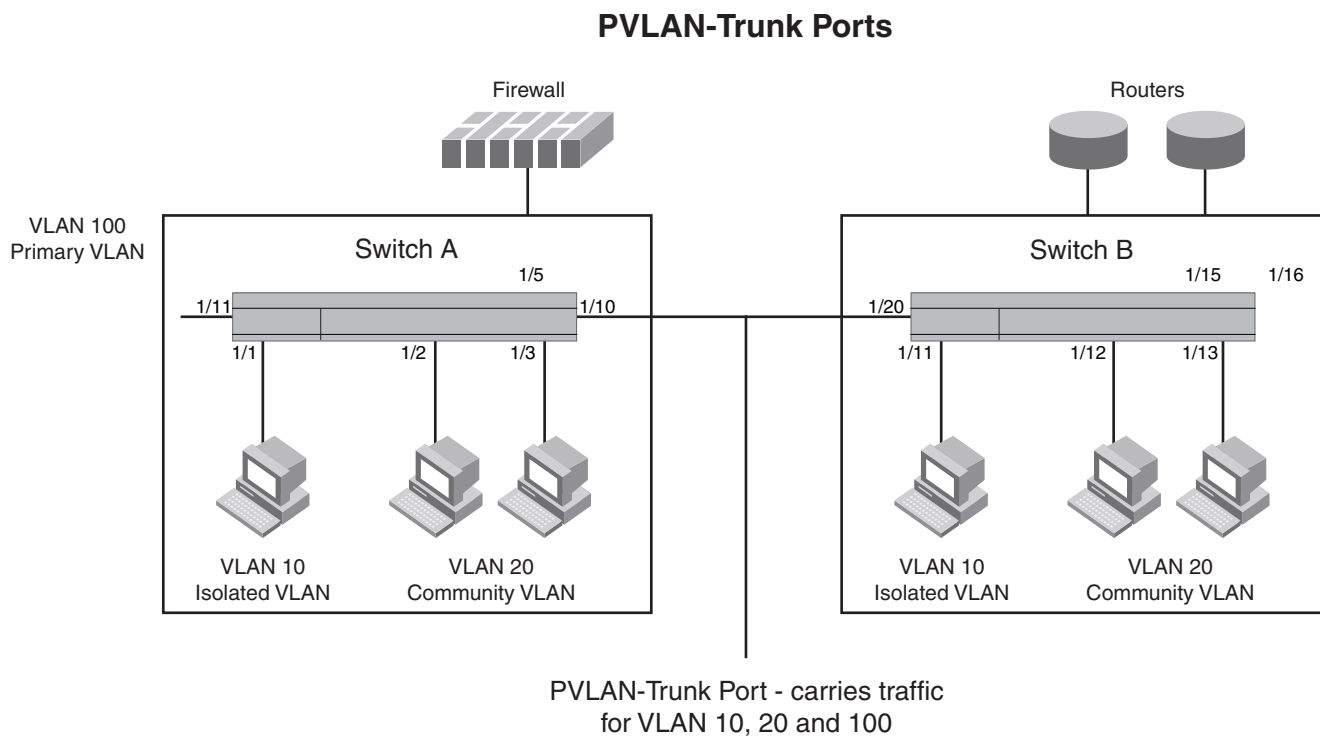 PVLAN-Trunk Ports
Firewall
Routers
VLAN 100
Primary VLAN
Switch A
1/5
1/11
1/10
1/1
1/2
1/3
VLAN 10
Isolated VLAN
VLAN 20
Community VLAN
Switch B
1/15
1/16
1/20
1/11
1/12
1/13
VLAN 10
Isolated VLAN
VLAN 20
Community VLAN
PVLAN-Trunk Port - carries traffic
for VLAN 10, 20 and 100